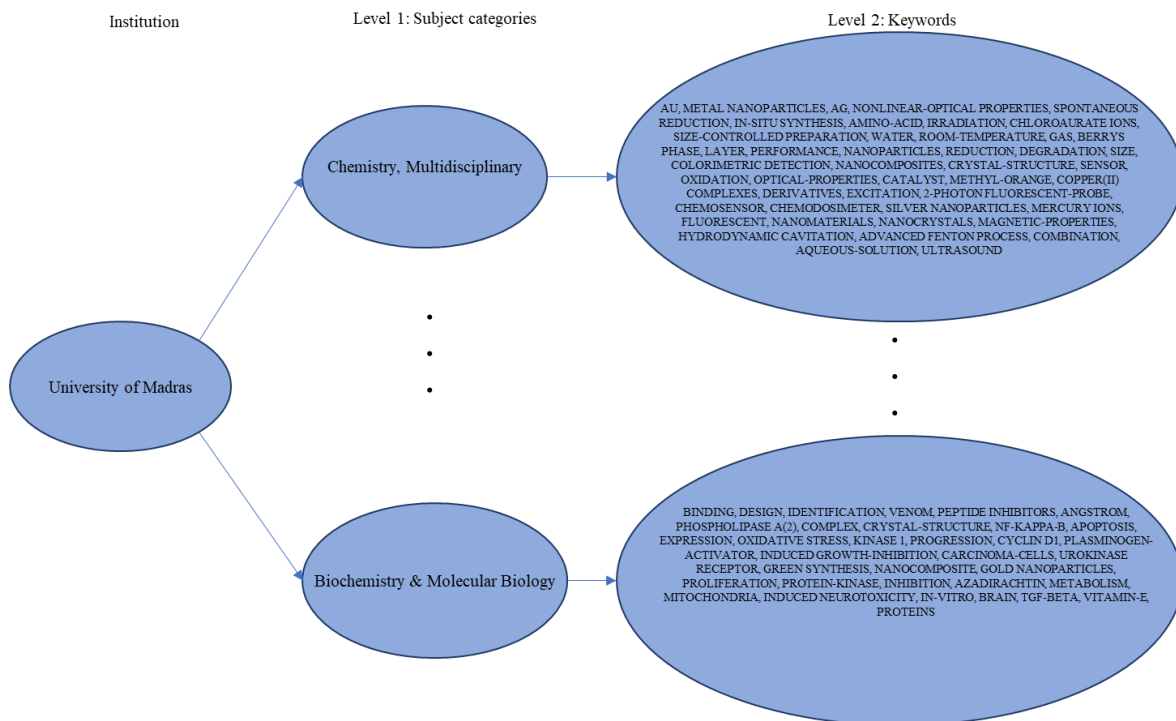 Institution
Level 1: Subject categories
Level 2: Keywords
AU, METAL NANOPARTICLES, AG, NONLINEAR-OPTICAL PROPERTIES, SPONTANEOUS
REDUCTION, IN-SITU SYNTHESIS, AMINO-ACID, IRRADIATION, CHLOROAURATE IONS,
SIZE-CONTROLLED PREPARATION, WATER, ROOM-TEMPERATURE, GAS, BERRYS
PHASE, LAYER, PERFORMANCE, NANOPARTICLES, REDUCTION, DEGRADATION, SIZE,
COLORIMETRIC DETECTION, NANOCOMPOSITES, CRYSTAL-STRUCTURE, SENSOR,
OXIDATION, OPTICAL-PROPERTIES, CATALYST, METHYL-ORANGE, COPPER(II)
COMPLEXES, DERIVATIVES, EXCITATION, 2-PHOTON FLUORESCENT-PROBE,
CHEMOSENSOR, CHEMODOSIMETER, SILVER NANOPARTICLES, MERCURY IONS,
FLUORESCENT, NANOMATERIALS, NANOCRYSTALS, MAGNETIC-PROPERTIES,
HYDRODYNAMIC CAVITATION, ADVANCED FENTON PROCESS, COMBINATION,
AQUEOUS-SOLUTION, ULTRASOUND
Chemistry, Multidisciplinary
University of Madras
Biochemistry & Molecular Biology
BINDING, DESIGN, IDENTIFICATION, VENOM, PEPTIDE INHIBITORS, ANGSTROM,
PHOSPHOLIPASE A(2), COMPLEX, CRYSTAL-STRUCTURE, NF-KAPPA-B, APOPTOSIS,
EXPRESSION, OXIDATIVE STRESS, KINASE 1, PROGRESSION, CYCLIN D1, PLASMINOGEN-
ACTIVATOR, INDUCED GROWTH-INHIBITION, CARCINOMA-CELLS, UROKINASE
RECEPTOR, GREEN SYNTHESIS, NANOCOMPOSITE, GOLD NANOPARTICLES,
PROLIFERATION, PROTEIN-KINASE, INHIBITION, AZADIRACHTIN, METABOLISM,
MITOCHONDRIA, INDUCED NEUROTOXICITY, IN-VITRO, BRAIN, TGF-BETA, VITAMIN-E,
PROTEINS